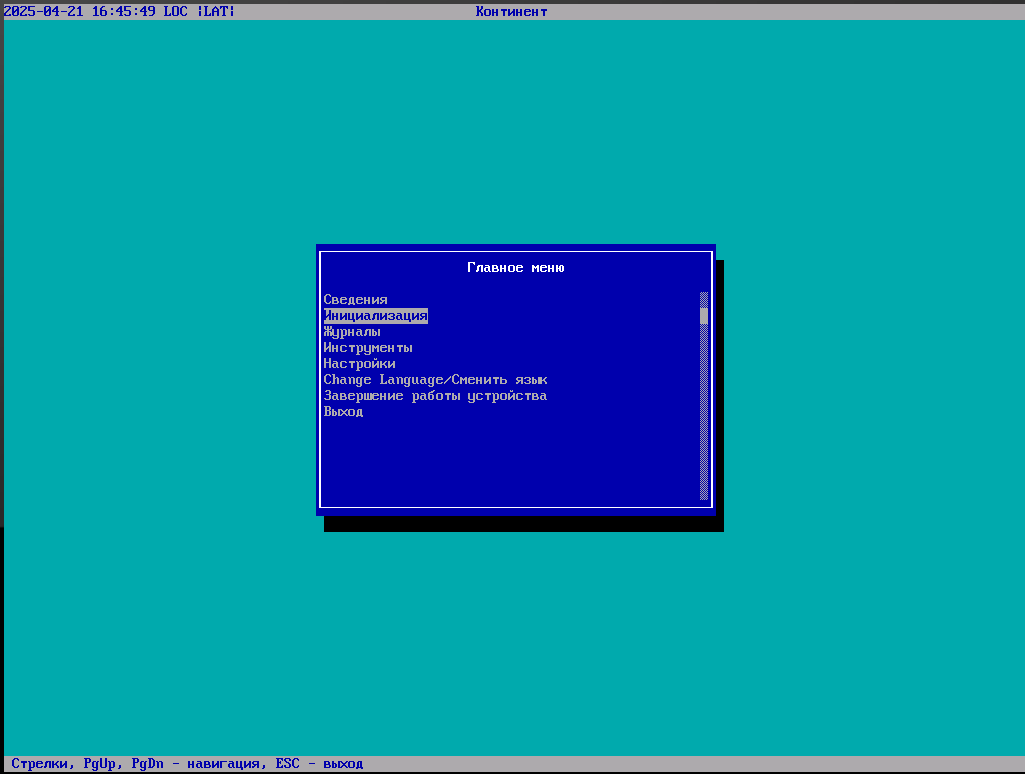 2025-04-21 16:45:49 LOC |LAT| Континент
Главное меню
Сведения
Инициализация
Журналы
Инструменты
Настройки
Change Language/Сменить язык
Завершение работы устройства
Выход
Стрелки, PgUp, PgDn - навигация, ESC - выход